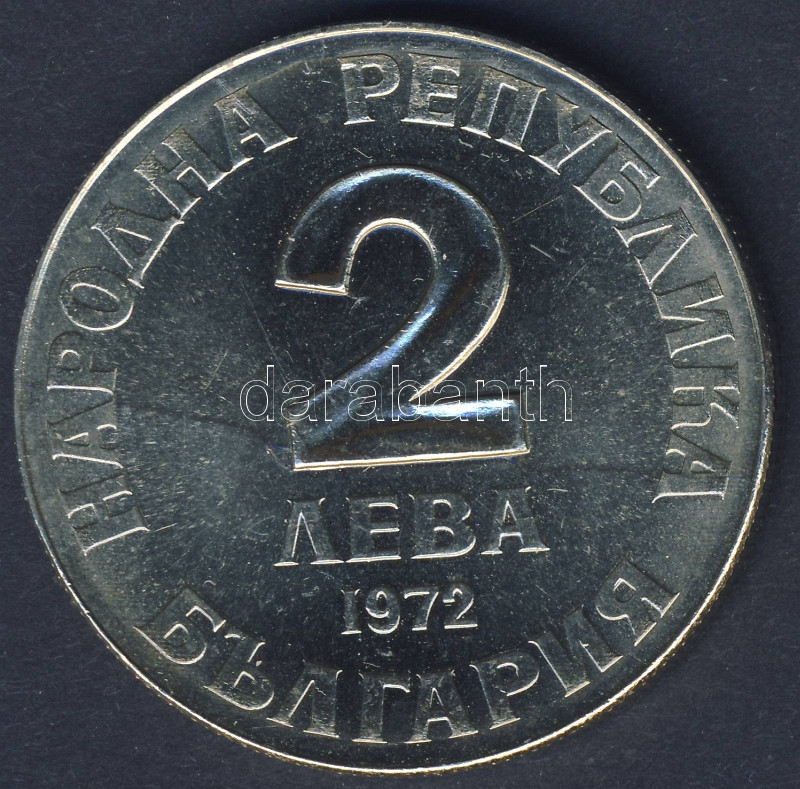 НАРОДНА РЕПУБЛИКА
2
darabanth
ЛЕВА
1972
БЪЛГАРИЯ